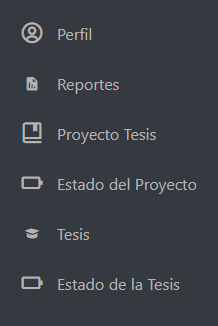 Perfil
Reportes
Proyecto Tesis
Estado del Proyecto
Tesis
Estado de la Tesis